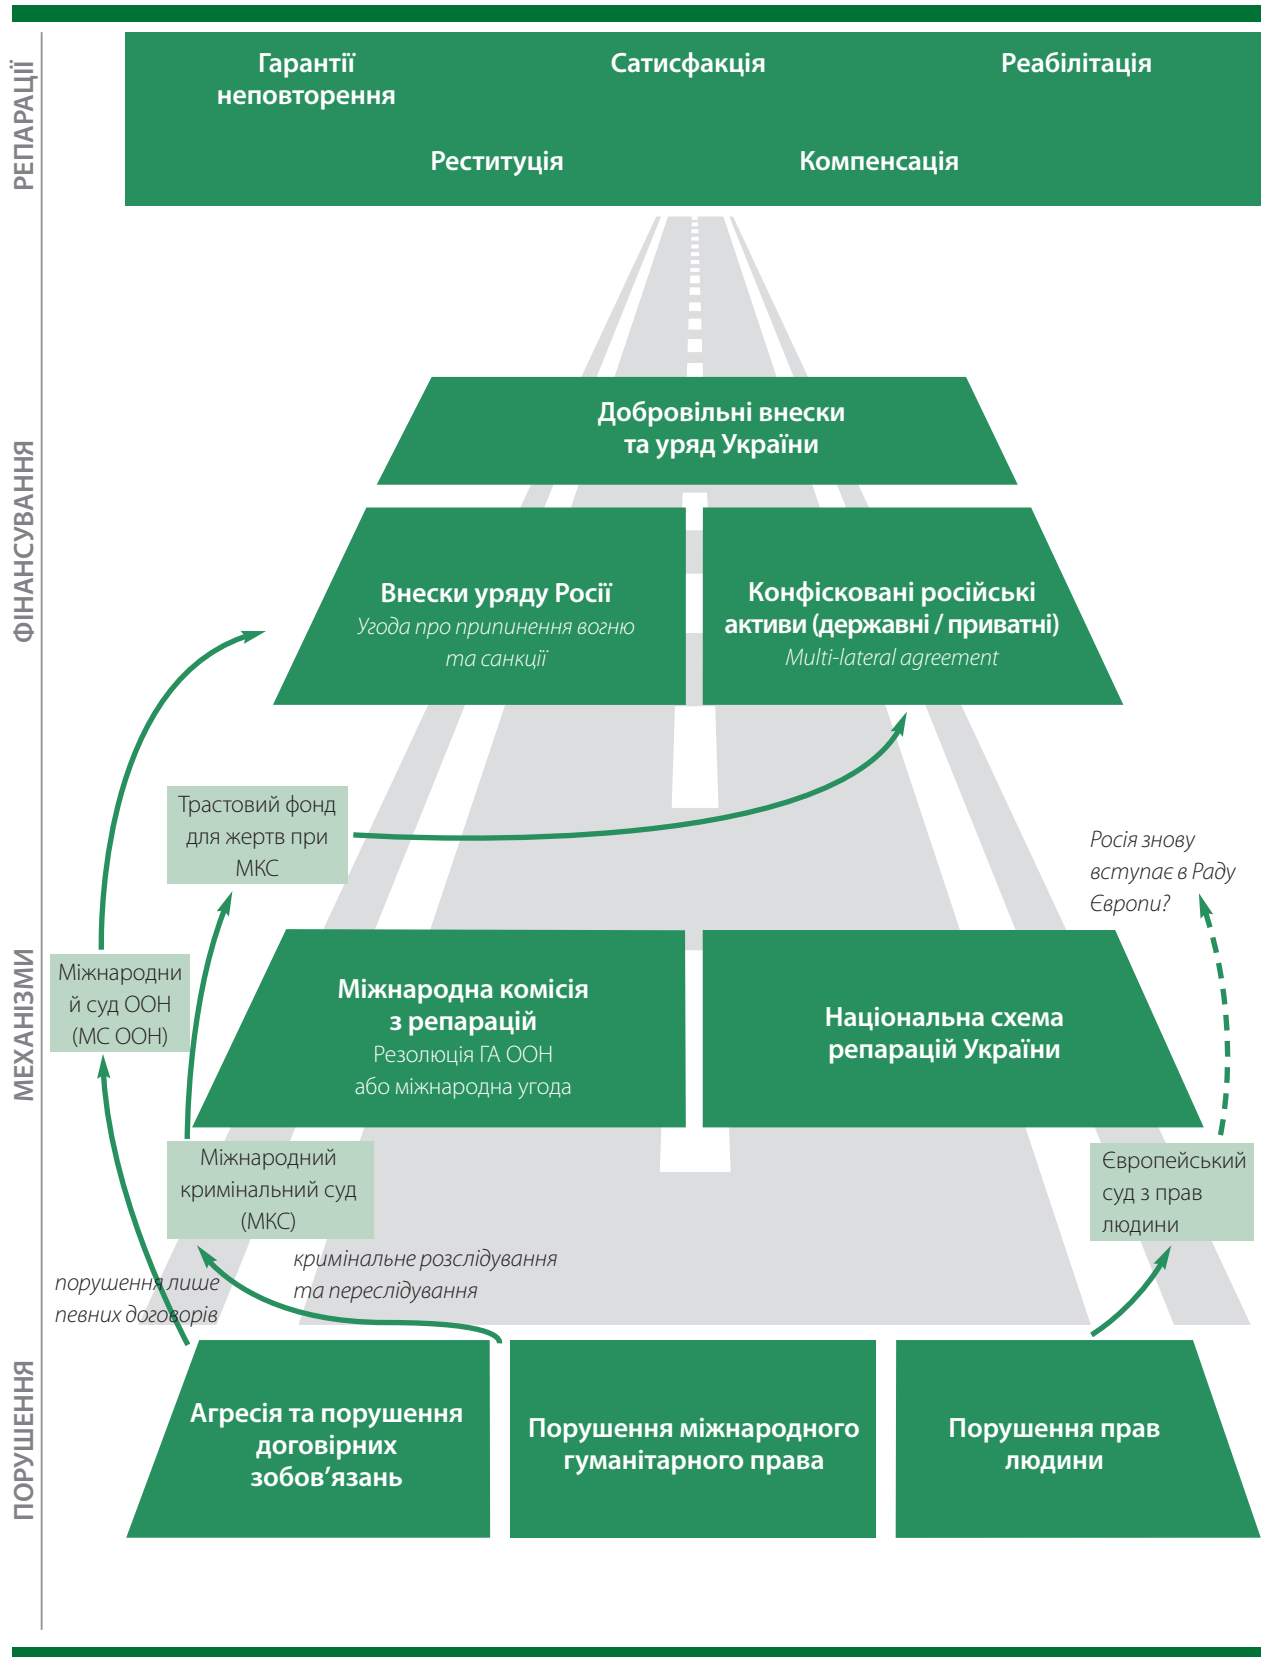 РЕПАРАЦІЇ
Гарантії
неповторення
Сатисфакція
Реабілітація
Реституція
Компенсація
ФІНАНСУВАННЯ
Добровільні внески
та уряд України
Внески уряду Росії
Угода про припинення вогню
та санкції
Конфісковані російські
активи (державні / приватні)
Multi-lateral agreement
Трастовий фонд
для жертв при
МКС
Росія знову
вступає в Раду
Європи?
МЕХАНІЗМИ
Міжнародни
й суд ООН
(МС ООН)
Міжнародна комісія
з репарацій
Резолюція ГА ООН
або міжнародна угода
Національна схема
репарацій України
Міжнародний
кримінальний суд
(МКС)
Європейський
суд з прав
людини
кримінальне розслідування
та переслідування
порушення лише
певних договорів
ПОРУШЕННЯ
Агресія та порушення
договірних
зобов’язань
Порушення міжнародного
гуманітарного права
Порушення прав
людини